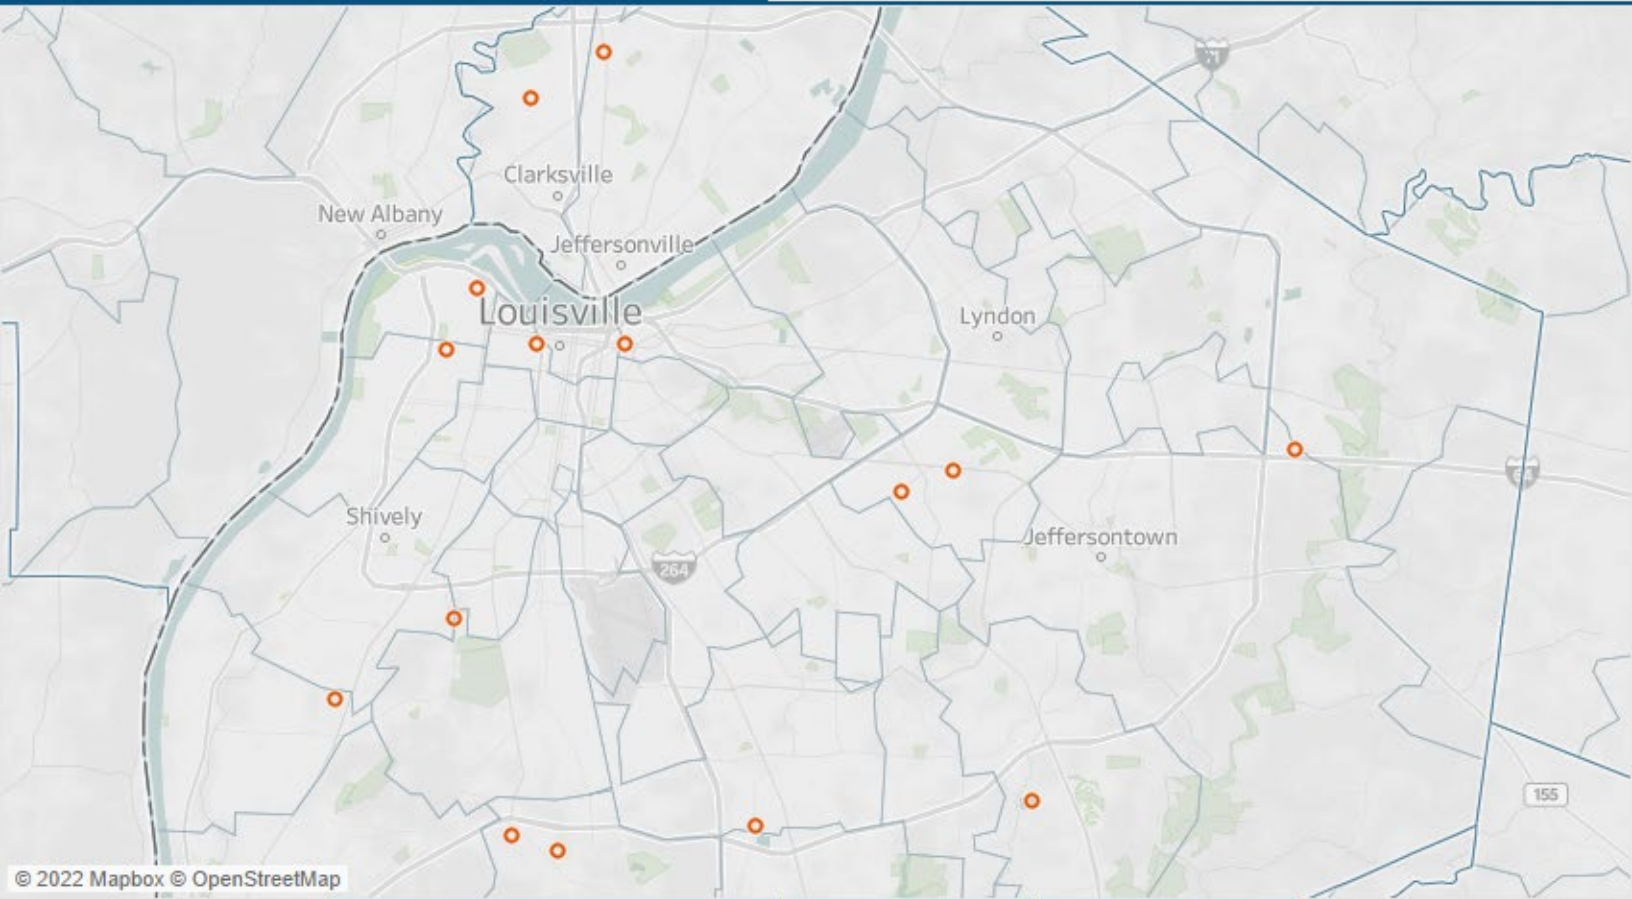 71
Clarksville
New Albany
Jeffersonville
Louisville
Lyndon
64
Shively
Jeffersontown
264
155
© 2022 Mapbox © OpenStreetMap